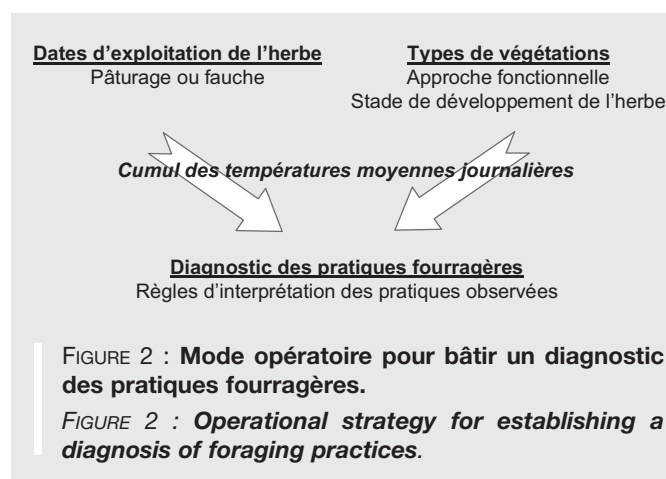 Dates d'exploitation de l'herbe
Pâturage ou fauche
Types de végétations
Approche fonctionnelle
Stade de développement de l'herbe
Cumul des températures moyennes journalières
Diagnostic des pratiques fourragères
Règles d'interprétation des pratiques observées
FIGURE 2 : Mode opératoire pour bâtir un diagnostic
des pratiques fourragères.
FIGURE 2 : Operational strategy for establishing a
diagnosis of foraging practices.